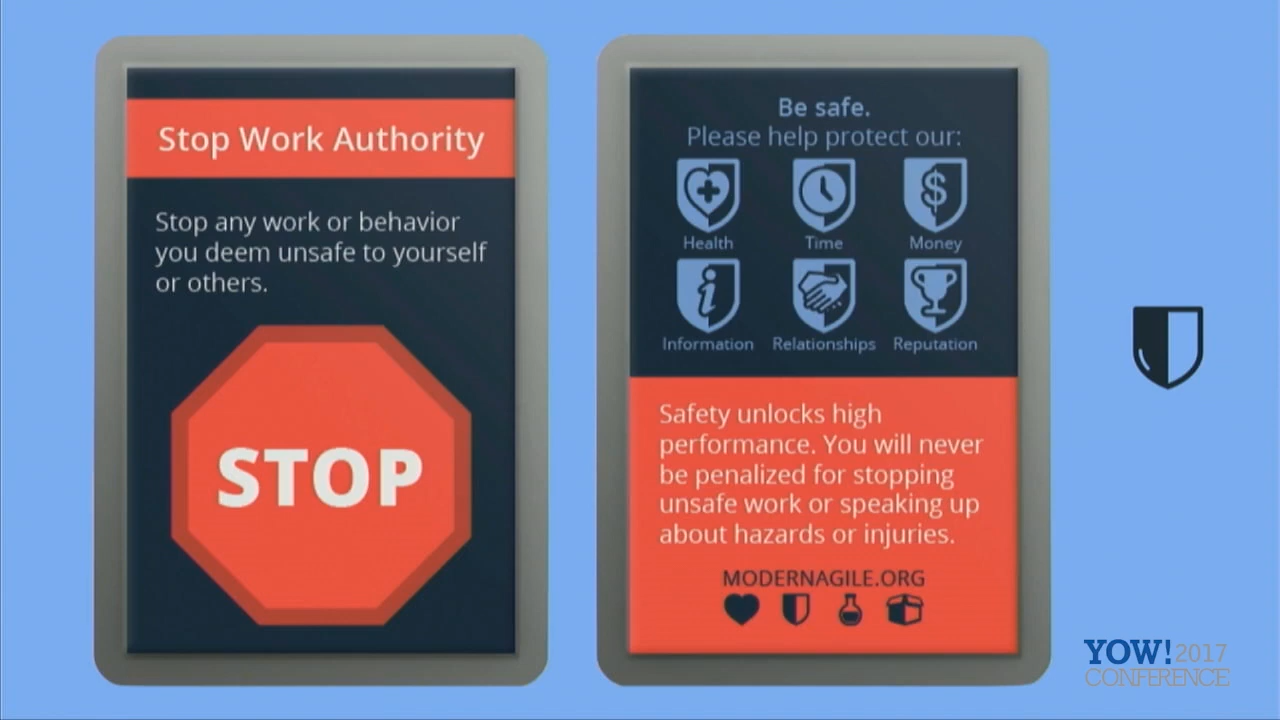 Stop Work Authority
Stop any work or behavior
you deem unsafe to yourself
or others.
STOP
Be safe.
Please help protect our:
Health Time Money
Information Relationships Reputation
Safety unlocks high
performance. You will never
be penalized for stopping
unsafe work or speaking up
about hazards or injuries.
MODERNAGILE.ORG
YOW! 2017
CONFERENCE